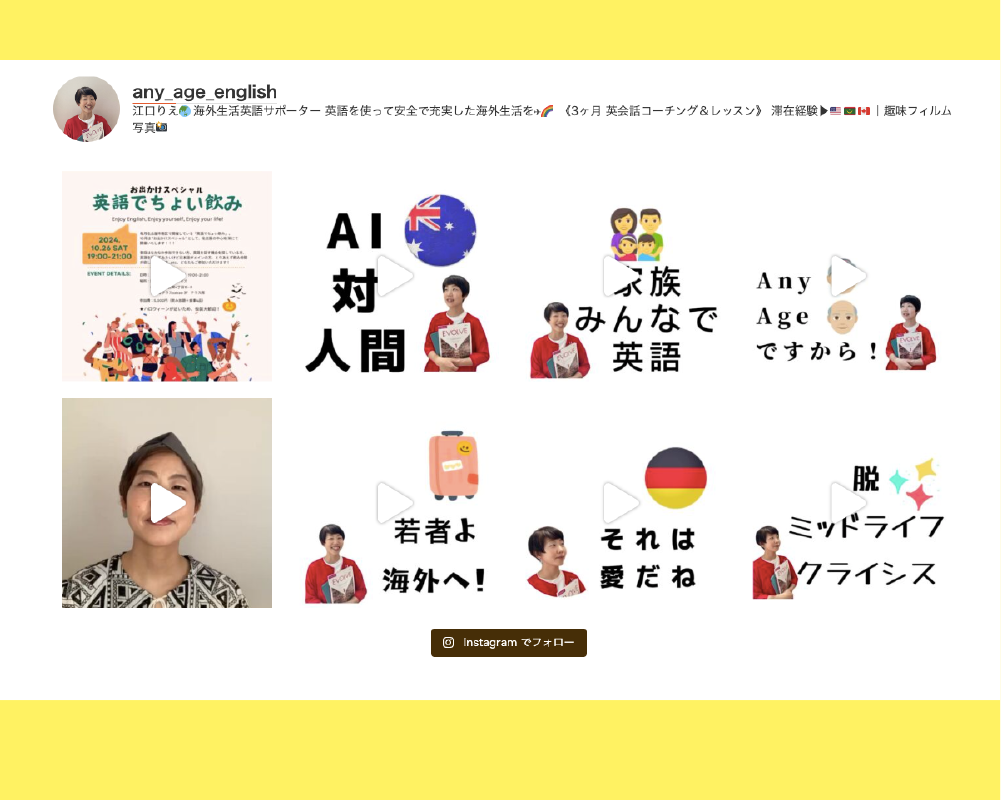 any_age_english
江口りえ🌏海外生活英語サポーター 英語を使って安全で充実した海外生活を✈️🌈 《3ヶ月 英会話コーチング＆レッスン》 滞在経験▶🇺🇸🇲🇷🇨🇦｜趣味フィルム
写真📷
お出かけスペシャル
英語でちょい飲み
Enjoy English, Enjoy yourself, Enjoy your life!
2024.
10.26 SAT
19:00-21:00
EVENT DETAILS:
AI
対
人間
EVOLVE
家族
みんなで
英語
Any
Age
ですから！
若者よ
海外へ！
それは
愛だね
脱
ミッドライフ
クライシス
Instagram でフォロー